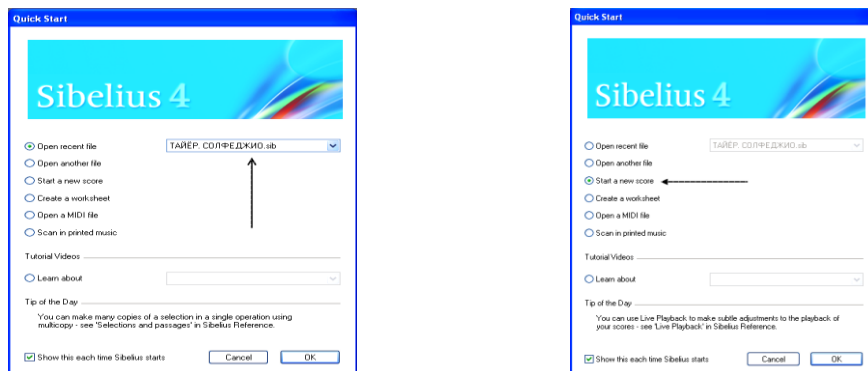 Quick Start
Sibelius 4
Open recent file ТАЙЁР. СОЛФЕДЖИО.sib
Open another file
Start a new score
Create a worksheet
Open a MIDI file
Scan in printed music
Tutorial Videos
Learn about
Tip of the Day
You can make many copies of a selection in a single operation using
multicopy - see 'Selections and passages' in Sibelius Reference.
Show this each time Sibelius starts Cancel OK
Quick Start
Sibelius 4
Open recent file ТАЙЁР. СОЛФЕДЖИО.sib
Open another file
Start a new score
Create a worksheet
Open a MIDI file
Scan in printed music
Tutorial Videos
Learn about
Tip of the Day
You can use Live Playback to make subtle adjustments to the playback of
your scores - see 'Live Playback' in Sibelius Reference.
Show this each time Sibelius starts Cancel OK